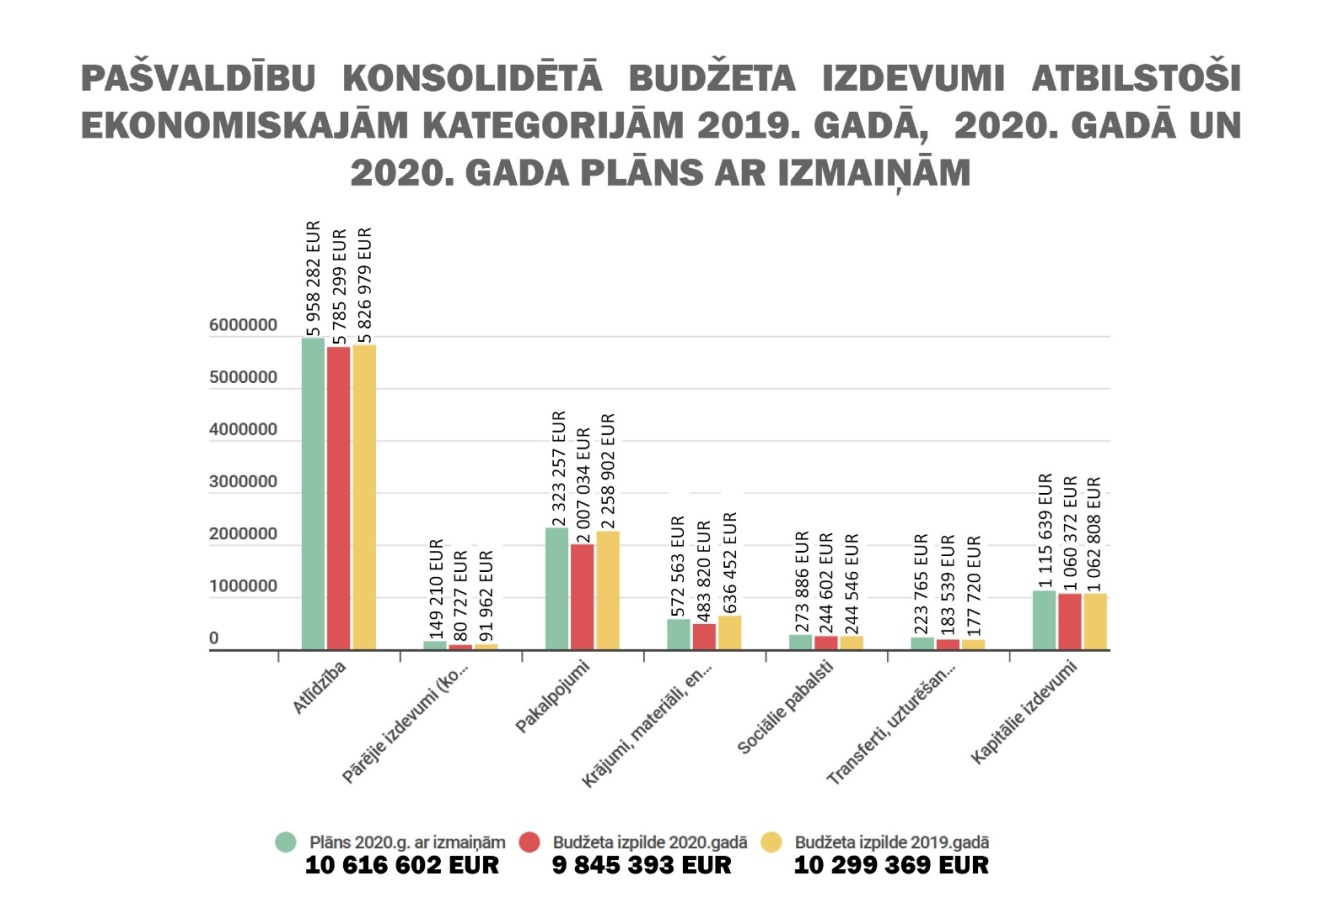 PAŠVALDĪBU KONSOLIDĒTĀ BUDŽETA IZDEVUMI ATBILSTOŠI
EKONOMISKAJĀM KATEGORIJĀM 2019. GADĀ, 2020. GADĀ UN
2020. GADA PLĀNS AR IZMAIŅĀM
6000000
5000000
4000000
3000000
2000000
1000000
0
5 958 282 EUR
5 785 299 EUR
5 826 979 EUR
149 210 EUR
80 727 EUR
91 962 EUR
2 323 257 EUR
2 007 034 EUR
2 258 902 EUR
572 563 EUR
483 820 EUR
636 452 EUR
273 886 EUR
244 602 EUR
244 546 EUR
223 765 EUR
183 539 EUR
177 720 EUR
1 115 639 EUR
1 060 372 EUR
1 062 808 EUR
Atlīdzība
Pārējie izdevumi (ko...
Pakalpojumi
Krājumi, materiāli, en...
Sociālie pabalsti
Transferti, uzturēšan...
Kapitālie izdevumi
Plāns 2020.g. ar izmaiņām
10 616 602 EUR
Budžeta izpilde 2020.gadā
9 845 393 EUR
Budžeta izpilde 2019.gadā
10 299 369 EUR